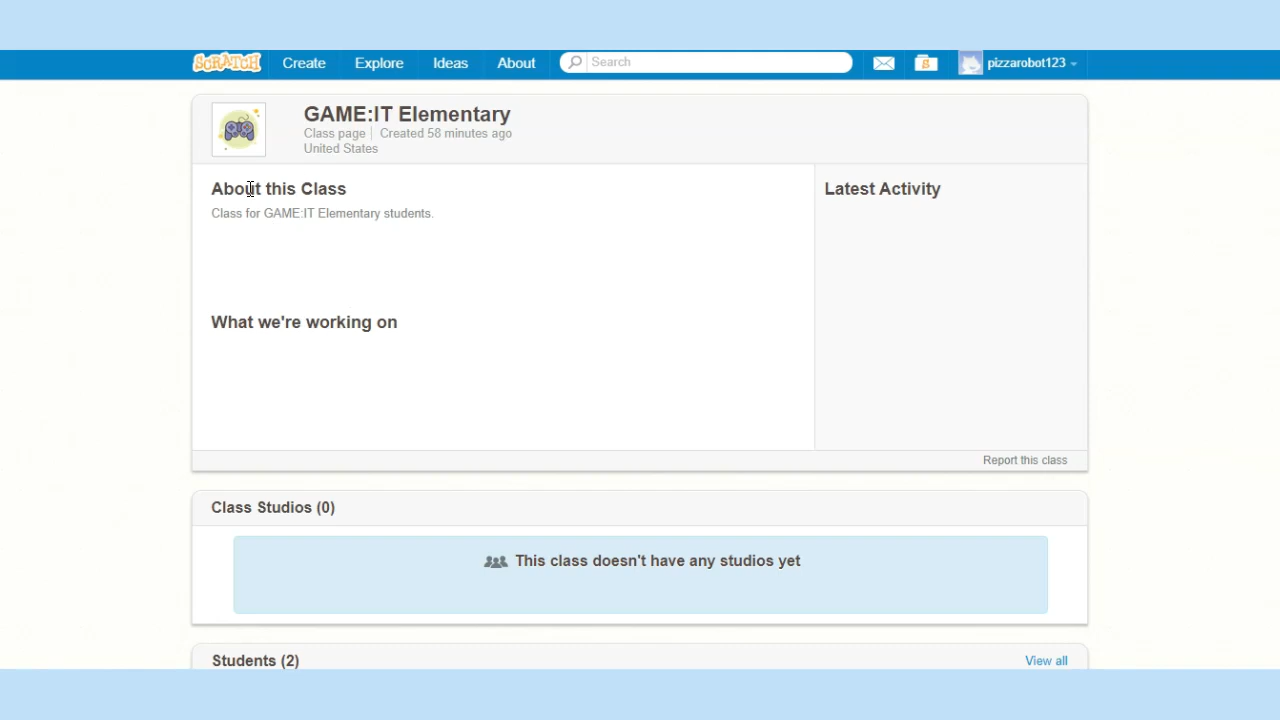 SCRATCH Create Explore Ideas About Search S pizzarobot123
GAME:IT Elementary
Class page Created 58 minutes ago
United States
About this Class
Class for GAME:IT Elementary students.
Latest Activity
What we're working on
Report this class
Class Studios (0)
This class doesn't have any studios yet
Students (2) View all